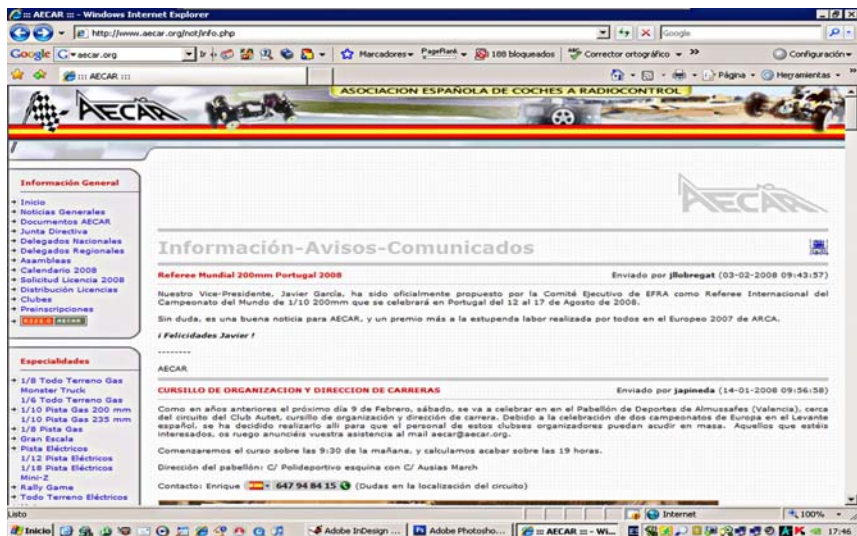 ::: AECAR ::: - Windows Internet Explorer
http://www.aecar.org/not/info.php
Google
Google
aecar.org
Ir
Marcadores
PageRank
188 bloqueados
Corrector ortográfico
Configuración
::: AECAR :::
Página
Herramientas
ASOCIACION ESPAÑOLA DE COCHES A RADIOCONTROL
AECAR
Información General
Inicio
Noticias Generales
Documentos AECAR
Junta Directiva
Delegados Nacionales
Delegados Regionales
Asambleas
Calendario 2008
Solicitud Licencia 2008
Distribución Licencias
Clubes
Preinscripciones
AECAR
Especialidades
1/8 Todo Terreno Gas
Monster Truck
1/6 Todo Terreno Gas
1/10 Pista Gas 200 mm
1/10 Pista Gas 235 mm
1/8 Pista Gas
Gran Escala
Pista Eléctricos
1/12 Pista Eléctricos
1/18 Pista Eléctricos
Mini-Z
Rally Game
Todo Terreno Eléctricos
AECAR
Información-Avisos-Comunicados
Referee Mundial 200mm Portugal 2008
Enviado por jllobregat (03-02-2008 09:43:57)
Nuestro Vice-Presidente, Javier García, ha sido oficialmente propuesto por la Comité Ejecutivo de EFRA como Referee Internacional del
Campeonato del Mundo de 1/10 200mm que se celebrará en Portugal del 12 al 17 de Agosto de 2008.
Sin duda, es una buena noticia para AECAR, y un premio más a la estupenda labor realizada por todos en el Europeo 2007 de ARCA.
¡ Felicidades Javier !
--------
AECAR
CURSILLO DE ORGANIZACION Y DIRECCION DE CARRERAS
Enviado por japineda (14-01-2008 09:56:58)
Como en años anteriores el próximo día 9 de Febrero, sábado, se va a celebrar en en el Pabellón de Deportes de Almussafes (Valencia), cerca
del circuito del Club Autet, cursillo de organización y dirección de carrera. Debido a la celebración de dos campeonatos de Europa en el Levante
español, se ha decidido realizarlo alli para que el personal de estos clubses organizadores puedan acudir en masa. Aquellos que estéis
interesados, os ruego anunciéis vuestra asistencia al mail aecar@aecar.org.
Comenzaremos el curso sobre las 9:30 de la mañana, y calculamos acabar sobre las 19 horas.
Dirección del pabellón: C/ Polideportivo esquina con C/ Ausias March
Contacto: Enrique 647 94 84 15 (Dudas en la localización del circuito)
Listo
Internet
100%
Inicio
Adobe InDesign ...
Adobe Photosho...
::: AECAR ::: - Wi...
17:46